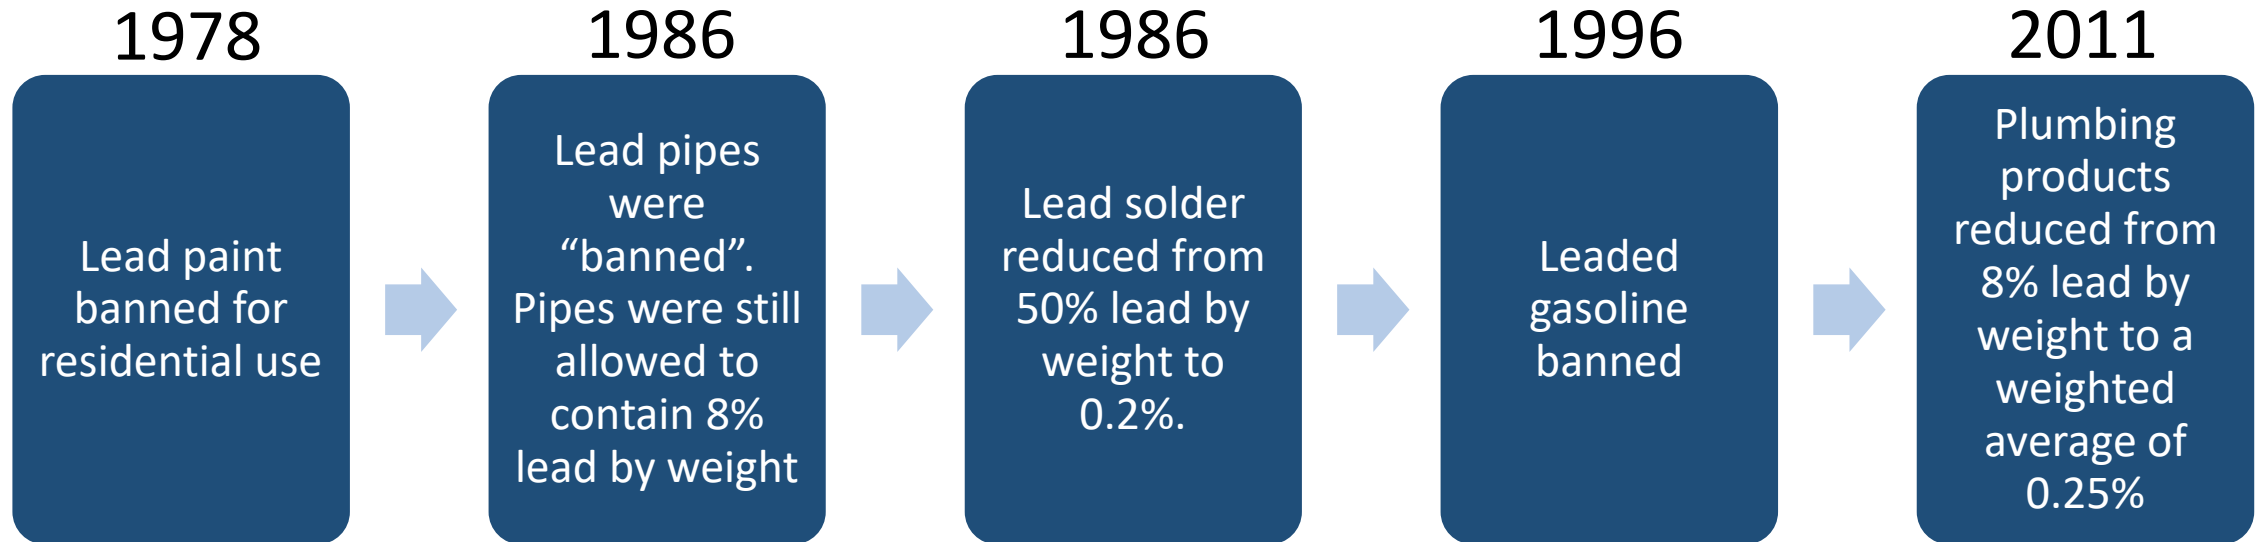 1978
Lead paint
banned for
residential use
1986
Lead pipes
were
“banned”.
Pipes were still
allowed to
contain 8%
lead by weight
1986
Lead solder
reduced from
50% lead by
weight to
0.2%.
1996
Leaded
gasoline
banned
2011
Plumbing
products
reduced from
8% lead by
weight to a
weighted
average of
0.25%